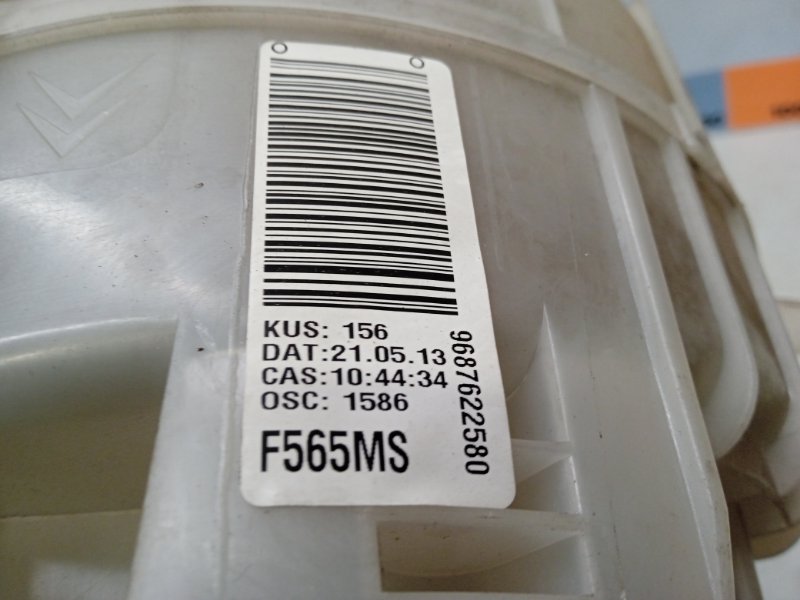 KUS: 156
DAT:21.05.13
CAS:10:44:34
OSC: 1586
F565MS
9687622580